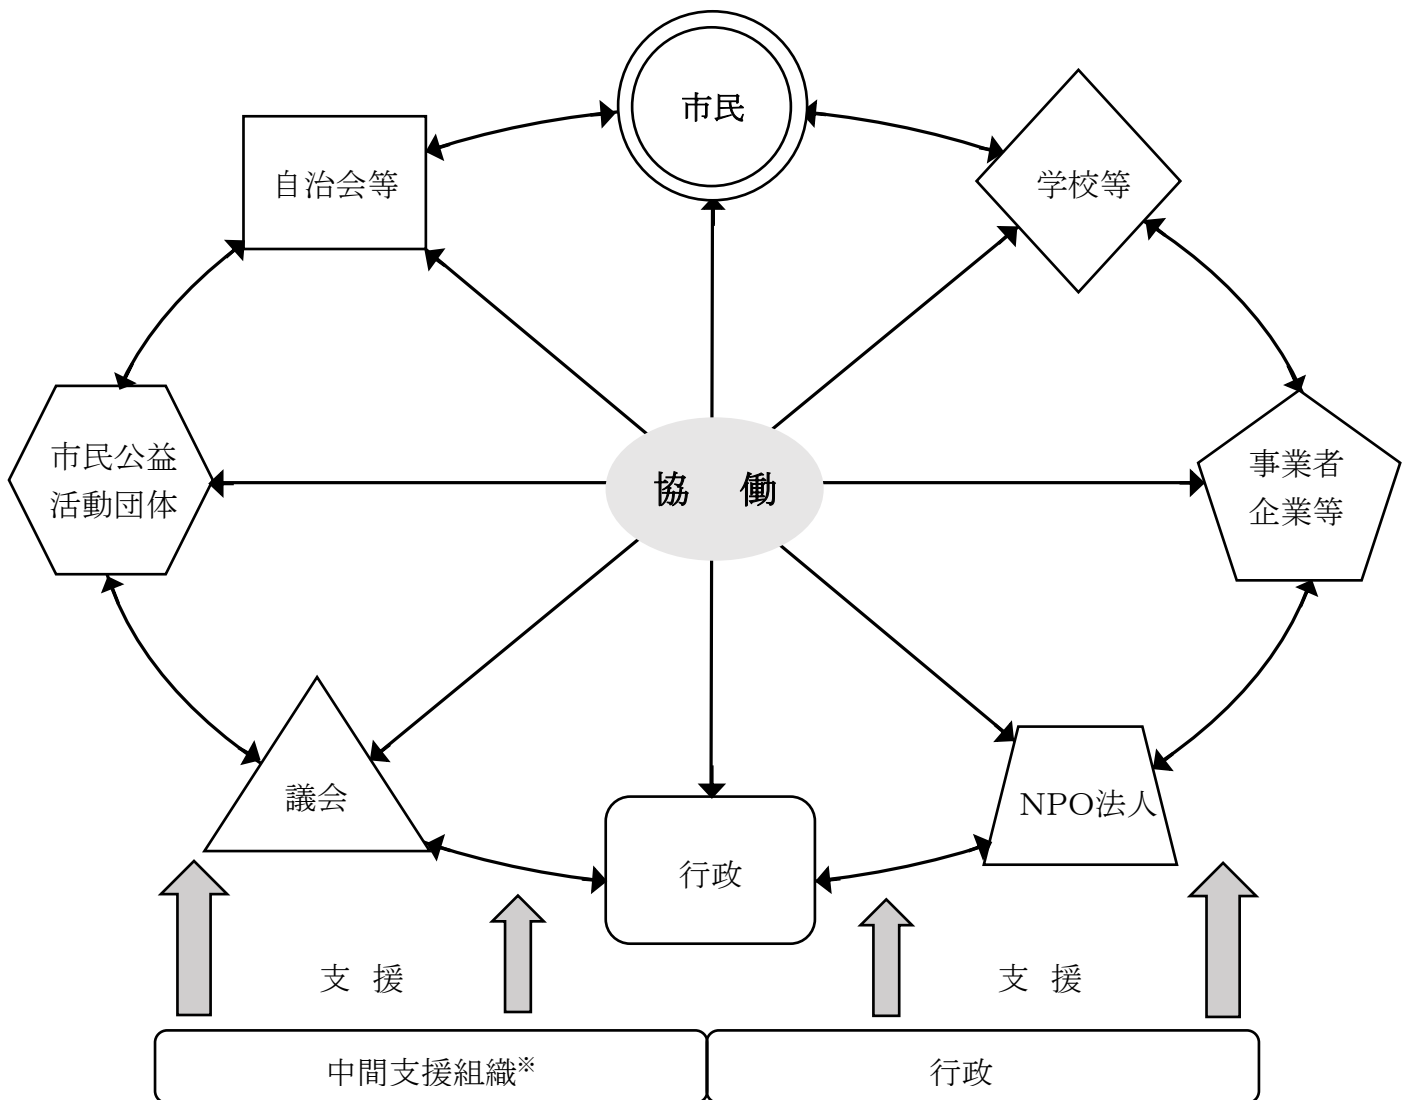 市民
自治会等
学校等
市民公益
活動団体
協　働
事業者
企業等
議会
行政
NPO法人
支 援
支 援
中間支援組織※
行政